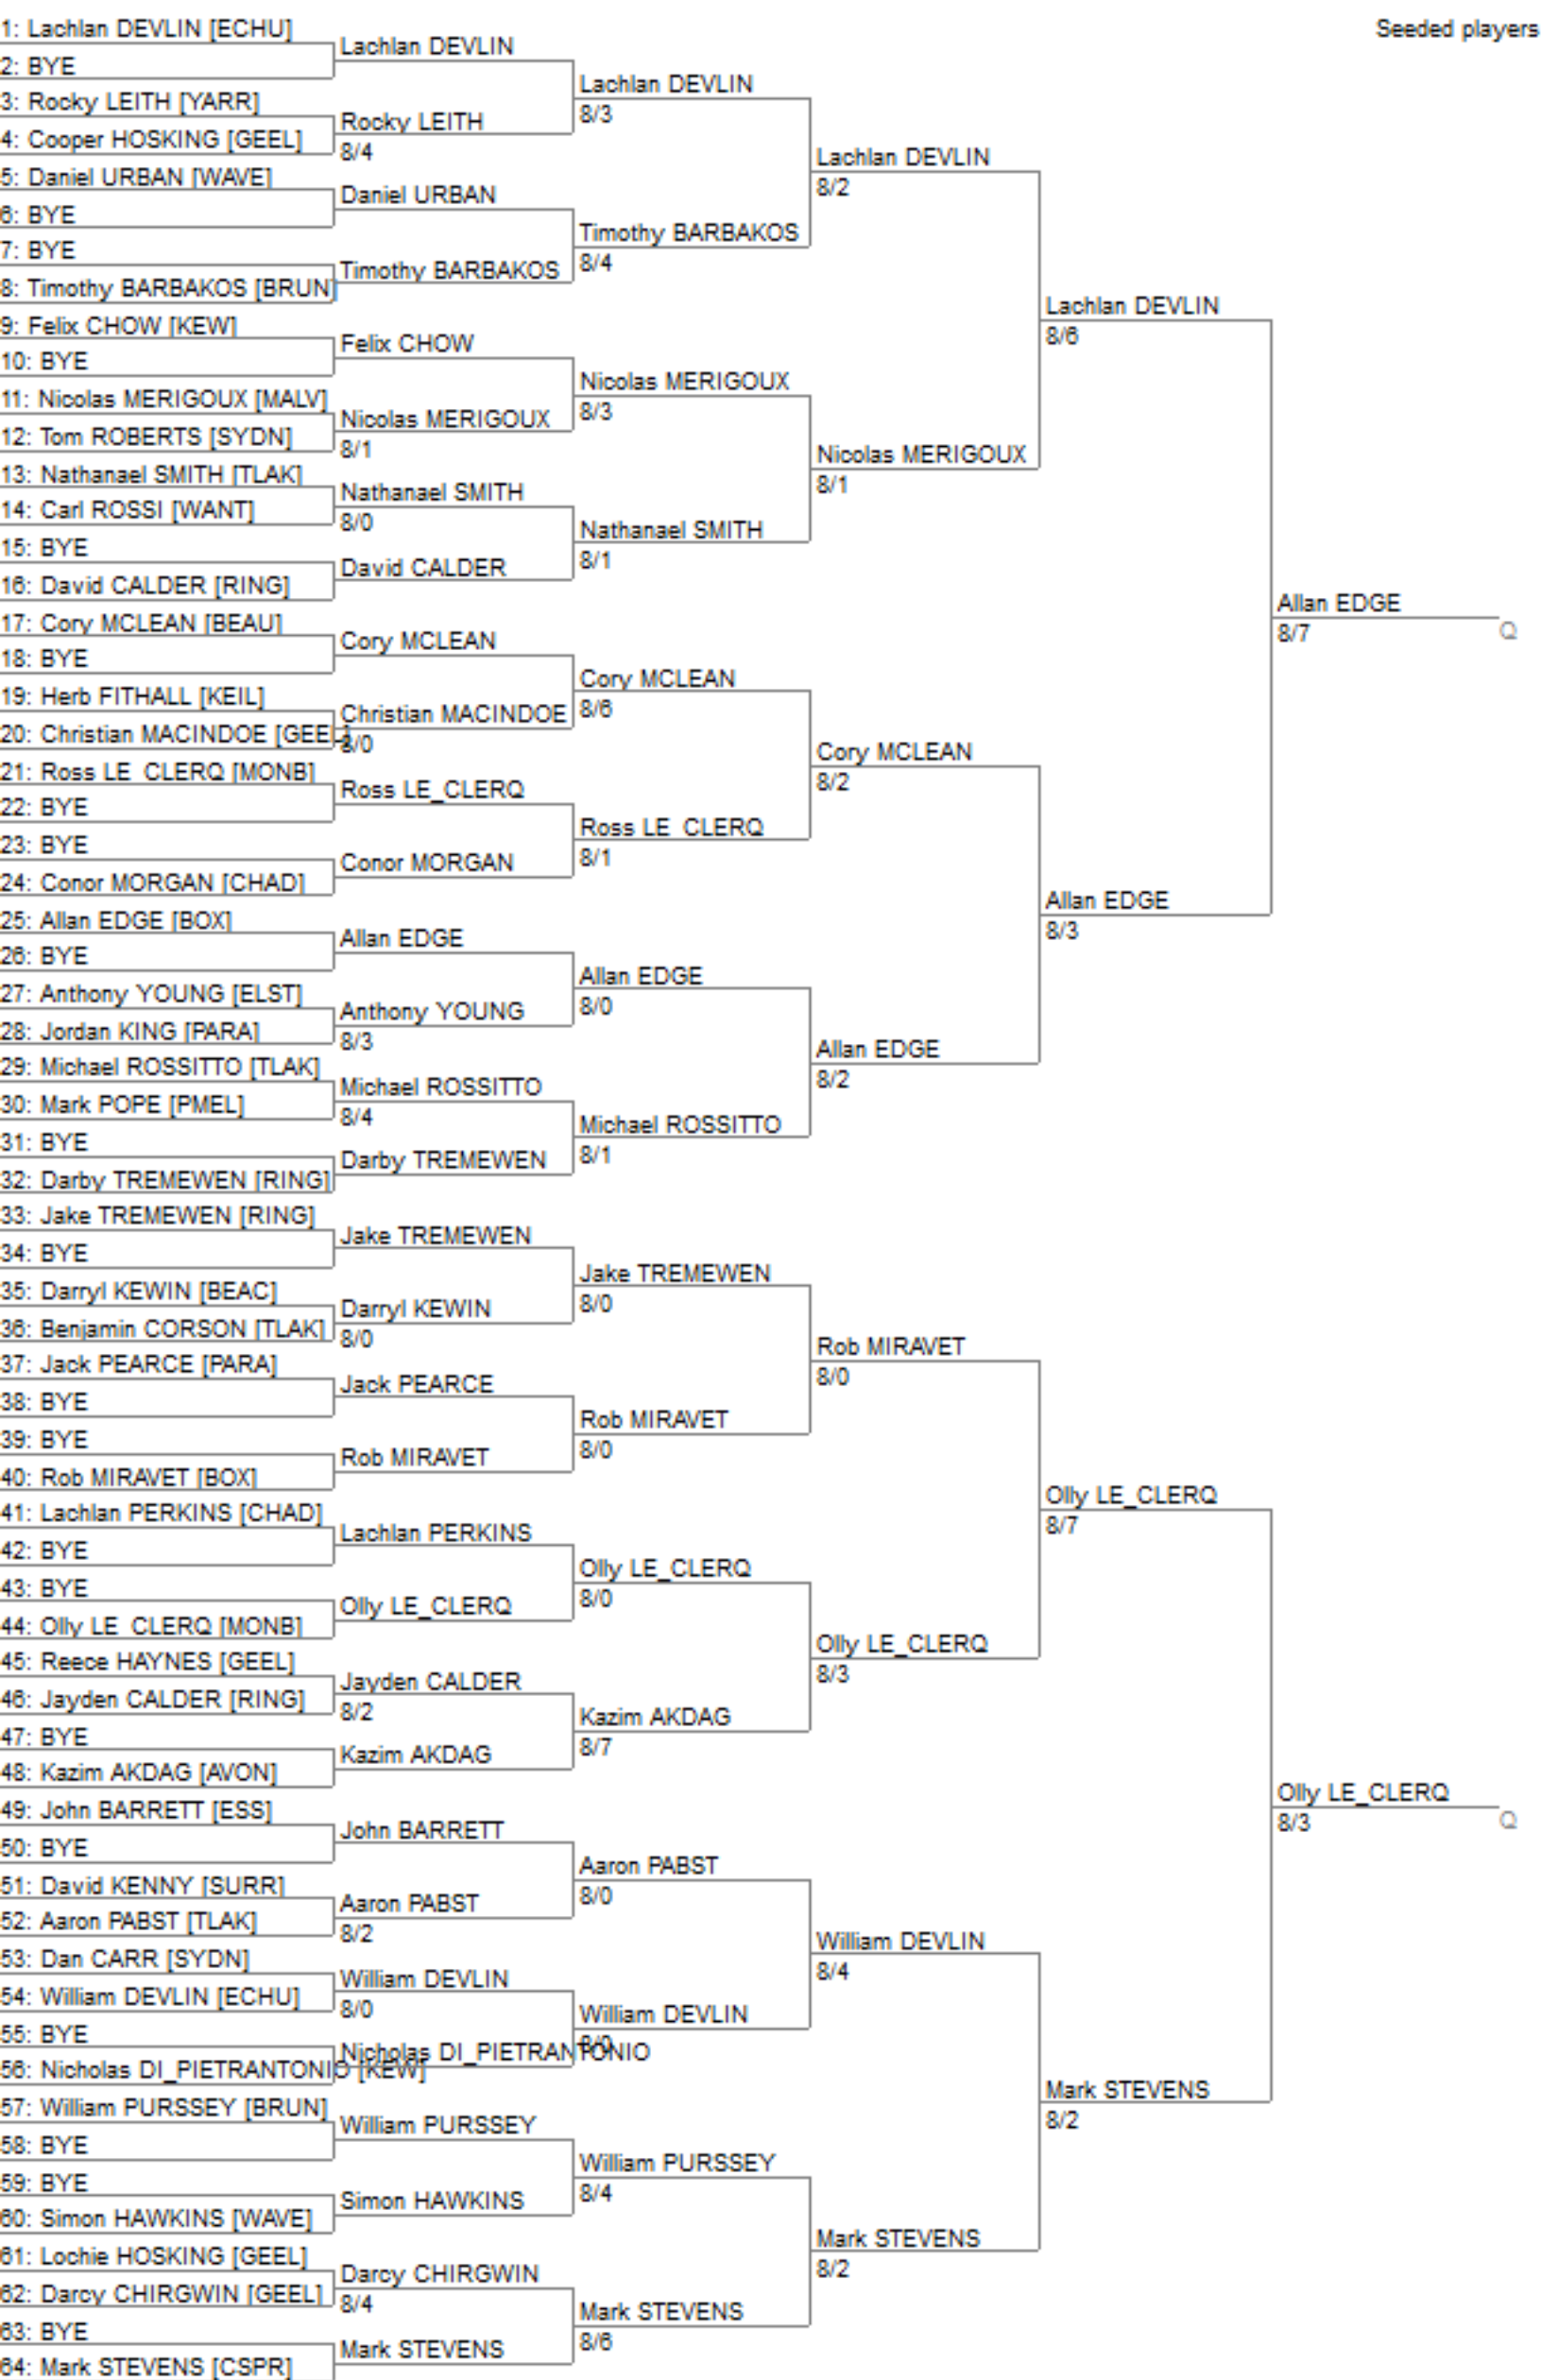 Seeded players
1: Lachlan DEVLIN [ECHU]
2: BYE
3: Rocky LEITH [YARR]
4: Cooper HOSKING [GEEL]
5: Daniel URBAN [WAVE]
6: BYE
7: BYE
8: Timothy BARBAKOS [BRUN]
9: Felix CHOW [KEW]
10: BYE
11: Nicolas MERIGOUX [MALV]
12: Tom ROBERTS [SYDN]
13: Nathanael SMITH [TLAK]
14: Carl ROSSI [WANT]
15: BYE
16: David CALDER [RING]
17: Cory MCLEAN [BEAU]
18: BYE
19: Herb FITHALL [KEIL]
20: Christian MACINDOE [GEEL]
21: Ross LE_CLERQ [MONB]
22: BYE
23: BYE
24: Conor MORGAN [CHAD]
25: Allan EDGE [BOX]
26: BYE
27: Anthony YOUNG [ELST]
28: Jordan KING [PARA]
29: Michael ROSSITTO [TLAK]
30: Mark POPE [PMEL]
31: BYE
32: Darby TREMEWEN [RING]
33: Jake TREMEWEN [RING]
34: BYE
35: Darryl KEWIN [BEAC]
36: Benjamin CORSON [TLAK]
37: Jack PEARCE [PARA]
38: BYE
39: BYE
40: Rob MIRAVET [BOX]
41: Lachlan PERKINS [CHAD]
42: BYE
43: BYE
44: Olly LE_CLERQ [MONB]
45: Reece HAYNES [GEEL]
46: Jayden CALDER [RING]
47: BYE
48: Kazim AKDAG [AVON]
49: John BARRETT [ESS]
50: BYE
51: David KENNY [SURR]
52: Aaron PABST [TLAK]
53: Dan CARR [SYDN]
54: William DEVLIN [ECHU]
55: BYE
56: Nicholas DI_PIETRANTONIO [KEW]
57: William PURSSEY [BRUN]
58: BYE
59: BYE
60: Simon HAWKINS [WAVE]
61: Lochie HOSKING [GEEL]
62: Darcy CHIRGWIN [GEEL]
63: BYE
64: Mark STEVENS [CSPR]
Lachlan DEVLIN
Rocky LEITH
8/4
Daniel URBAN
Timothy BARBAKOS
Felix CHOW
Nicolas MERIGOUX
8/1
Nathanael SMITH
8/0
David CALDER
Cory MCLEAN
Christian MACINDOE
8/0
Ross LE_CLERQ
Conor MORGAN
Allan EDGE
Anthony YOUNG
8/3
Michael ROSSITTO
8/4
Darby TREMEWEN
Jake TREMEWEN
Darryl KEWIN
8/0
Jack PEARCE
Rob MIRAVET
Lachlan PERKINS
Olly LE_CLERQ
Jayden CALDER
8/2
Kazim AKDAG
John BARRETT
Aaron PABST
8/2
William DEVLIN
8/0
Nicholas DI_PIETRANTONIO
William PURSSEY
Simon HAWKINS
Darcy CHIRGWIN
8/4
Mark STEVENS
Lachlan DEVLIN
8/3
Timothy BARBAKOS
8/4
Nicolas MERIGOUX
8/3
Nathanael SMITH
8/1
Cory MCLEAN
8/6
Ross LE_CLERQ
8/1
Allan EDGE
8/0
Michael ROSSITTO
8/1
Jake TREMEWEN
8/0
Rob MIRAVET
8/0
Olly LE_CLERQ
8/0
Kazim AKDAG
8/7
Aaron PABST
8/0
William DEVLIN
8/0
William PURSSEY
8/4
Mark STEVENS
8/6
Lachlan DEVLIN
8/2
Nicolas MERIGOUX
8/1
Cory MCLEAN
8/2
Allan EDGE
8/2
Rob MIRAVET
8/0
Olly LE_CLERQ
8/3
William DEVLIN
8/4
Mark STEVENS
8/2
Lachlan DEVLIN
8/6
Allan EDGE
8/3
Olly LE_CLERQ
8/7
Mark STEVENS
8/2
Allan EDGE
8/7
Q
Olly LE_CLERQ
8/3
Q